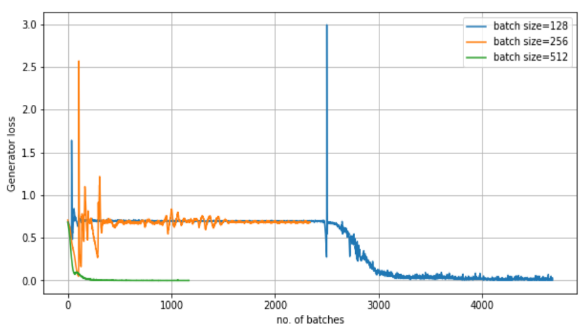 3.0
2.5
2.0
1.5
1.0
0.5
0.0
Generator loss
batch size=128
batch size=256
batch size=512
0
1000
2000
3000
4000
no. of batches